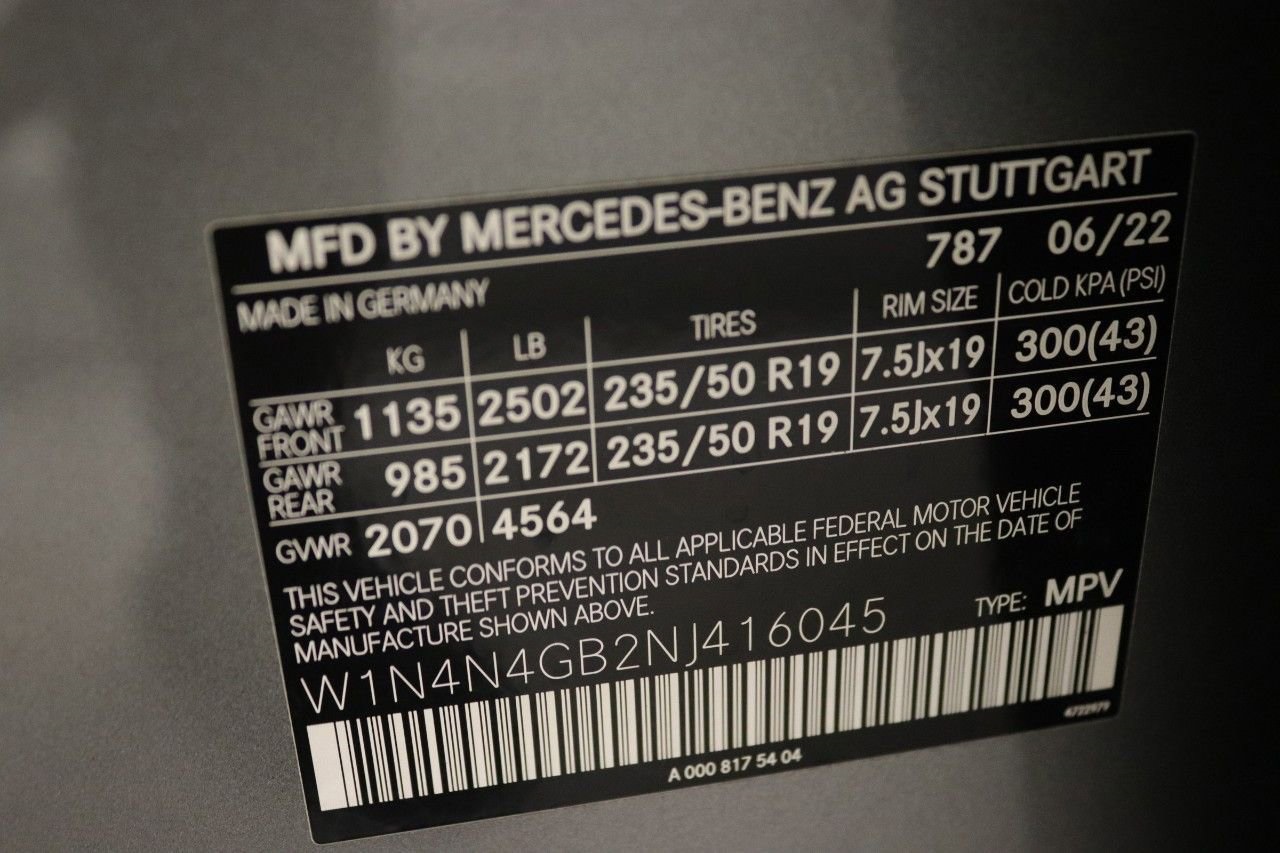 MFD BY MERCEDES-BENZ AG STUTTGART
787 06/22
MADE IN GERMANY
KG LB TIRES RIM SIZE COLD KPA (PSI)
GAWR FRONT 1135 2502 235/50 R19 7.5Jx19 300(43)
GAWR REAR 985 2172 235/50 R19 7.5Jx19 300(43)
GVWR 2070 4564
THIS VEHICLE CONFORMS TO ALL APPLICABLE FEDERAL MOTOR VEHICLE
SAFETY AND THEFT PREVENTION STANDARDS IN EFFECT ON THE DATE OF
MANUFACTURE SHOWN ABOVE.
W1N4N4GB2NJ416045 TYPE: MPV
A 000 817 54 04